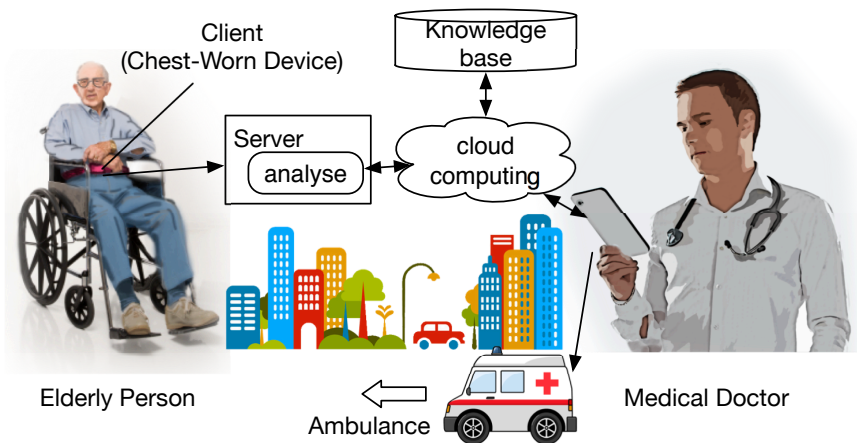 Client
(Chest-Worn Device)
Knowledge
base
Server
analyse
cloud
computing
Elderly Person
Ambulance
Medical Doctor